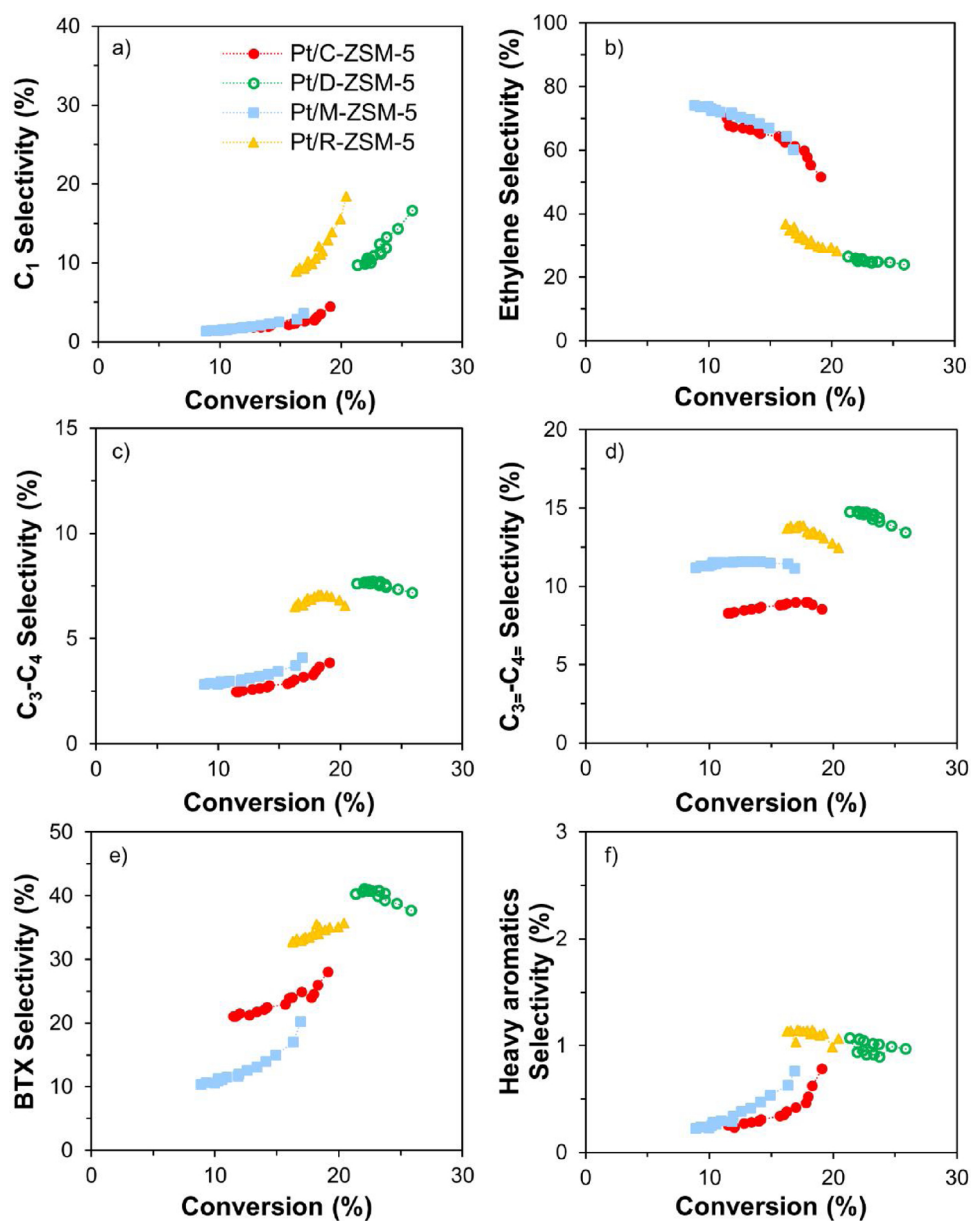 a)
Pt/C-ZSM-5
Pt/D-ZSM-5
Pt/M-ZSM-5
Pt/R-ZSM-5
C1 Selectivity (%)
40
30
20
10
0
0 10 20 30
Conversion (%)
b)
Ethylene Selectivity (%)
100
80
60
40
20
0
0 10 20 30
Conversion (%)
c)
C3-C4 Selectivity (%)
15
10
5
0
0 10 20 30
Conversion (%)
d)
C3=-C4= Selectivity (%)
20
15
10
5
0
0 10 20 30
Conversion (%)
e)
BTX Selectivity (%)
50
40
30
20
10
0
0 10 20 30
Conversion (%)
f)
Heavy aromatics
Selectivity (%)
3
2
1
0
0 10 20 30
Conversion (%)